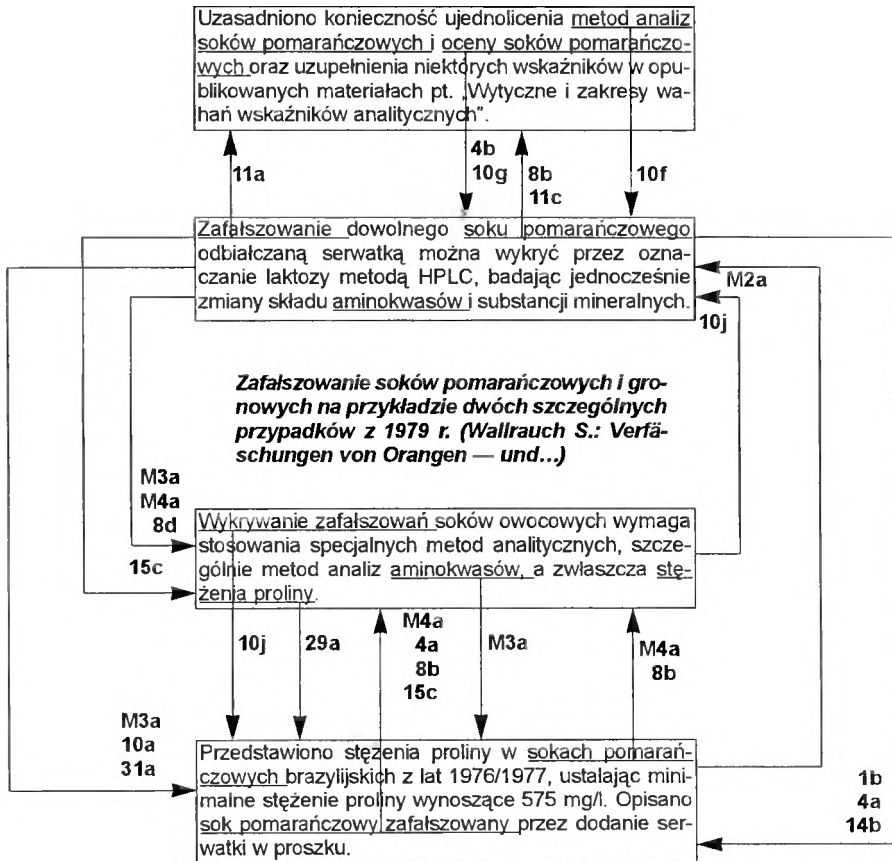 Uzasadniono konieczność ujednolicenia metod analiz
soków pomarańczowych i oceny soków pomarańczo-
wych oraz uzupełnienia niektórych wskaźników w opu-
blikowanych materiałach pt. „Wytyczne i zakresy wa-
hań wskaźników analitycznych”.
11a
4b
10g
8b
11c
10f
Zafałszowanie dowolnego soku pomarańczowego
odbiałczaną serwatką można wykryć przez ozna-
czanie laktozy metodą HPLC, badając jednocześnie
zmiany składu aminokwasów i substancji mineralnych.
M2a
10j
Zafałszowanie soków pomarańczowych i gro-
nowych na przykładzie dwóch szczególnych
przypadków z 1979 r. (Wallrauch S.: Verfä-
schungen von Orangen — und...)
M3a
M4a
8d
15c
Wykrywanie zafałszowań soków owocowych wymaga
stosowania specjalnych metod analitycznych, szcze-
gólnie metod analiz aminokwasów, a zwłaszcza stę-
żenia proliny.
10j
29a
M4a
4a
8b
15c
M3a
M4a
8b
M3a
10a
31a
Przedstawiono stężenia proliny w sokach pomarań-
czowych brazylijskich z lat 1976/1977, ustalając mini-
malne stężenie proliny wynoszące 575 mg/l. Opisano
sok pomarańczowy zafałszowany przez dodanie ser-
watki w proszku.
1b
4a
14b